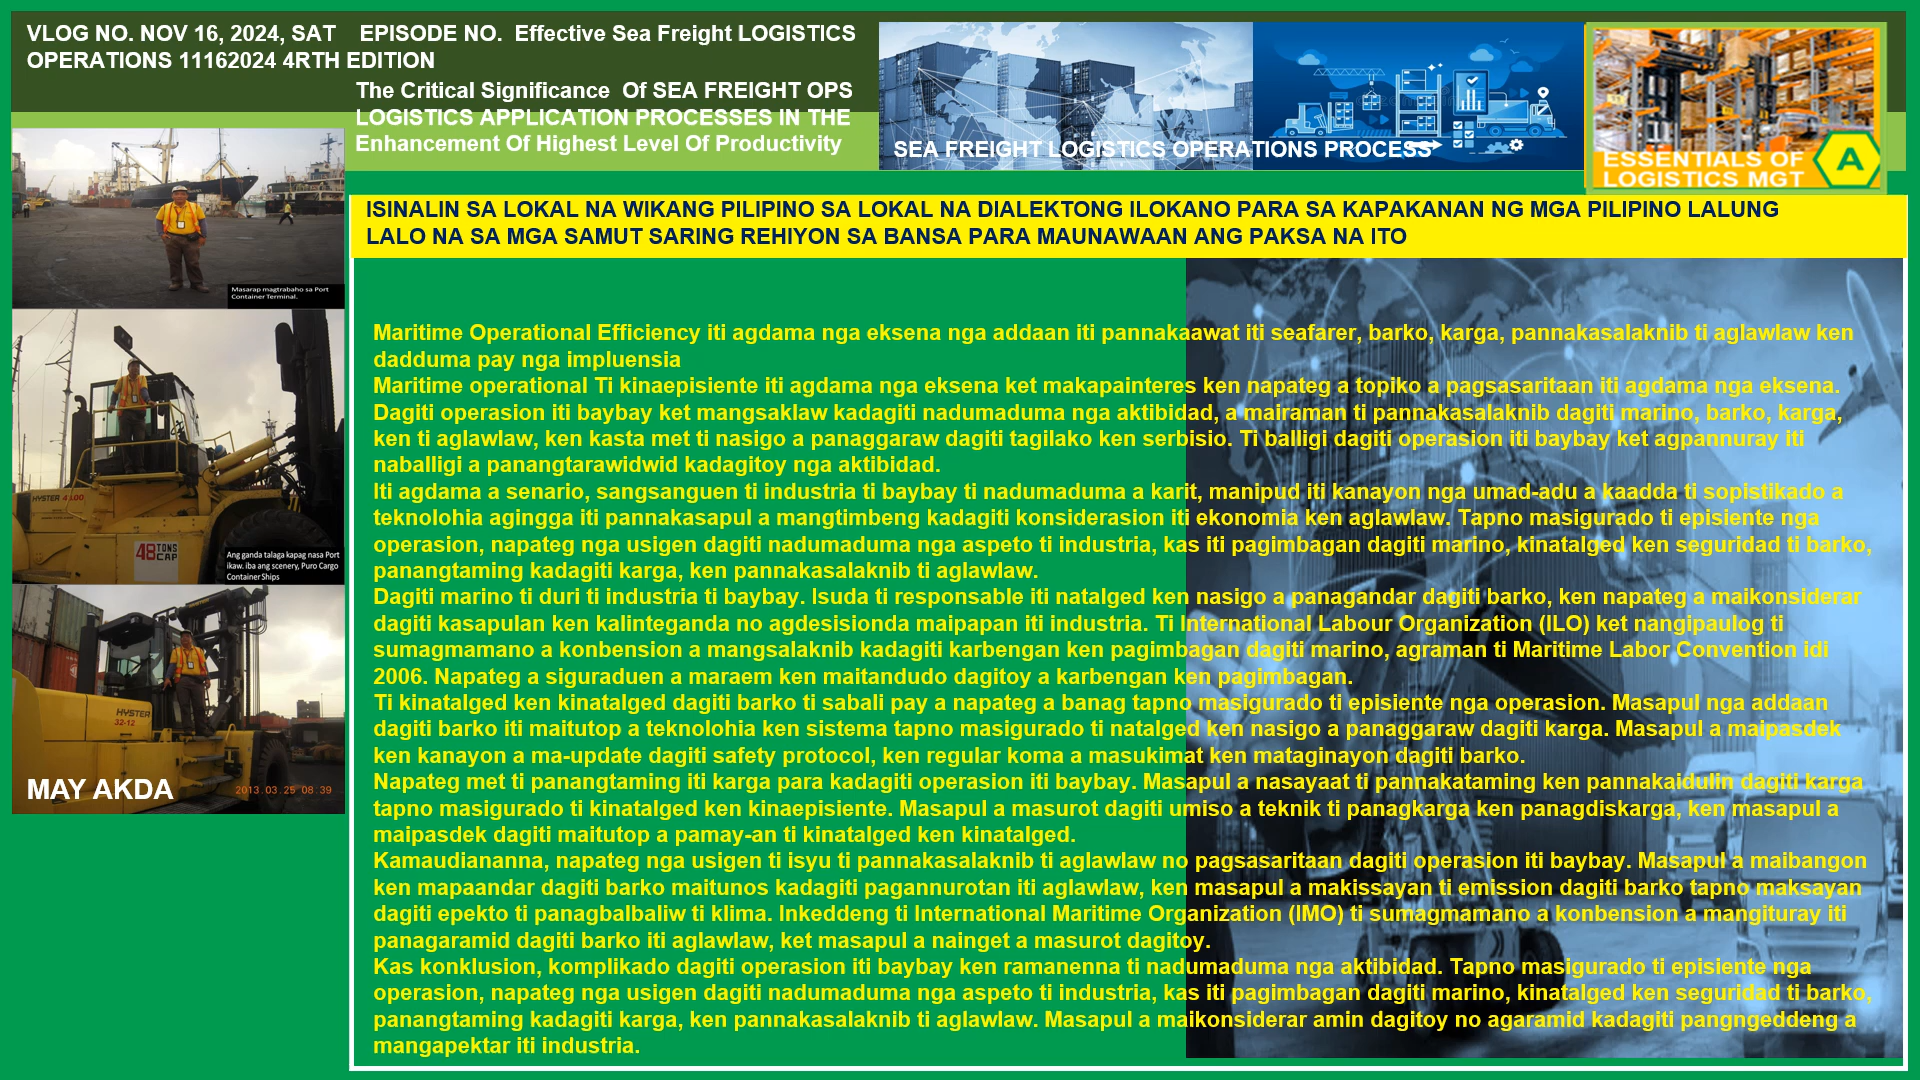 VLOG NO. NOV 16, 2024, SAT EPISODE NO. Effective Sea Freight LOGISTICS
OPERATIONS 11162024 4RTH EDITION
The Critical Significance Of SEA FREIGHT OPS
LOGISTICS APPLICATION PROCESSES IN THE
Enhancement Of Highest Level Of Productivity
SEA FREIGHT LOGISTICS OPERATIONS PROCESS
ESSENTIALS OF
LOGISTICS MGT
A
ISINALIN SA LOKAL NA WIKANG PILIPINO SA LOKAL NA DIALEKTONG ILOKANO PARA SA KAPAKANAN NG MGA PILIPINO LALUNG
LALO NA SA MGA SAMUT SARING REHIYON SA BANSA PARA MAUNAWAAN ANG PAKSA NA ITO
Masarap magtrabaho sa Port
Container Terminal.
HYSTER
48 TONS
CAP
Ang ganda talaga kapag nasa Port
ikaw. iba ang scenery, Puro Cargo
Container Ships
HYSTER
32-12
MAY AKDA
2013.03.25 08:39
Maritime Operational Efficiency iti agdama nga eksena nga addaan iti pannakaawat iti seafarer, barko, karga, pannakasalaknib ti aglawlaw ken
dadduma pay nga impluensia
Maritime operational Ti kinaepisiente iti agdama nga eksena ket makapainteres ken napateg a topiko a pagsasaritaan iti agdama nga eksena.
Dagiti operasion iti baybay ket mangsaklaw kadagiti nadumaduma nga aktibidad, a mairaman ti pannakasalaknib dagiti marino, barko, karga,
ken ti aglawlaw, ken kasta met ti nasigo a panaggaraw dagiti tagilako ken serbisio. Ti balligi dagiti operasion iti baybay ket agpannuray iti
naballigi a panangtarawidwid kadagitoy nga aktibidad.
Iti agdama a senario, sangsanguen ti industria ti baybay ti nadumaduma a karit, manipud iti kanayon nga umad-adu a kaadda ti sopistikado a
teknolohia agingga iti pannakasapul a mangtimbeng kadagiti konsiderasion iti ekonomia ken aglawlaw. Tapno masigurado ti episiente nga
operasion, napateg nga usigen dagiti nadumaduma nga aspeto ti industria, kas iti pagimbagan dagiti marino, kinatalged ken seguridad ti barko,
panangtaming kadagiti karga, ken pannakasalaknib ti aglawlaw.
Dagiti marino ti duri ti industria ti baybay. Isuda ti responsable iti natalged ken nasigo a panagandar dagiti barko, ken napateg a maikonsiderar
dagiti kasapulan ken kalinteganda no agdesisionda maipapan iti industria. Ti International Labour Organization (ILO) ket nangipaulog ti
sumagmamano a konbension a mangsalaknib kadagiti karbengan ken pagimbagan dagiti marino, agraman ti Maritime Labor Convention idi
2006. Napateg a siguraduen a maraem ken maitandudo dagitoy a karbengan ken pagimbagan.
Ti kinatalged ken kinatalged dagiti barko ti sabali pay a napateg a banag tapno masigurado ti episiente nga operasion. Masapul nga addaan
dagiti barko iti maitutop a teknolohia ken sistema tapno masigurado ti natalged ken nasigo a panaggaraw dagiti karga. Masapul a maipasdek
ken kanayon a ma-update dagiti safety protocol, ken regular koma a masukimat ken mataginayon dagiti barko.
Napateg met ti panangtaming iti karga para kadagiti operasion iti baybay. Masapul a nasayaat ti pannakataming ken pannakaidulin dagiti karga
tapno masigurado ti kinatalged ken kinaepisiente. Masapul a masurot dagiti umiso a teknik ti panagkarga ken panagdiskarga, ken masapul a
maipasdek dagiti maitutop a pamay-an ti kinatalged ken kinatalged.
Kamaudiananna, napateg nga usigen ti isyu ti pannakasalaknib ti aglawlaw no pagsasaritaan dagiti operasion iti baybay. Masapul a maibangon
ken mapaandar dagiti barko maitunos kadagiti pagannurotan iti aglawlaw, ken masapul a makissayan ti emission dagiti barko tapno maksayan
dagiti epekto ti panagbalbaliw ti klima. Inkeddeng ti International Maritime Organization (IMO) ti sumagmamano a konbension a mangituray iti
panagaramid dagiti barko iti aglawlaw, ket masapul a nainget a masurot dagitoy.
Kas konklusion, komplikado dagiti operasion iti baybay ken ramanenna ti nadumaduma nga aktibidad. Tapno masigurado ti episiente nga
operasion, napateg nga usigen dagiti nadumaduma nga aspeto ti industria, kas iti pagimbagan dagiti marino, kinatalged ken seguridad ti barko,
panangtaming kadagiti karga, ken pannakasalaknib ti aglawlaw. Masapul a maikonsiderar amin dagitoy no agaramid kadagiti pangngeddeng a
mangapektar iti industria.